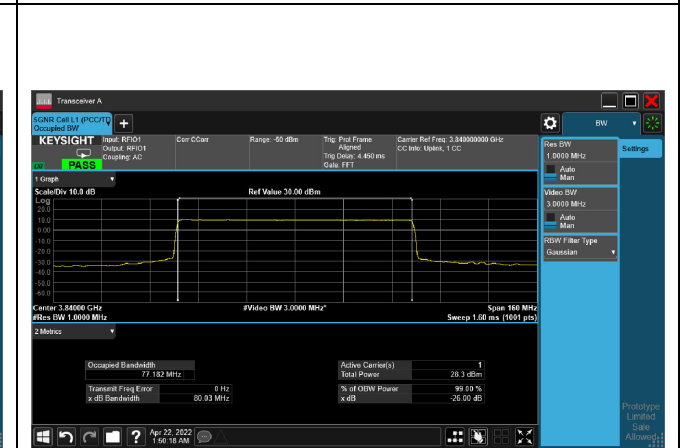 Transceiver A
5GNR Cell L1 (PCC/TD
Occupied BW
+
KEYSIGHT
PASS
Input: RFIO1
Output: RFIO1
Coupling: AC
Corr CCorr
Range: -60 dBm
Trig: Prot Frame
Aligned
Trig Delay: 4.450 ms
Gate: FFT
Carrier Ref Freq: 3.840000000 GHz
CC Info: Uplink, 1 CC
BW
Settings
Res BW
1.0000 MHz
Auto
Man
Video BW
3.0000 MHz
Auto
Man
RBW Filter Type
Gaussian
1 Graph
Scale/Div 10.0 dB
Ref Value 30.00 dBm
Log
20.0
10.0
0.00
-10.0
-20.0
-30.0
-40.0
-50.0
-60.0
Center 3.84000 GHz
#Video BW 3.0000 MHz*
Span 160 MHz
#Res BW 1.0000 MHz
Sweep 1.60 ms (1001 pts)
2 Metrics
Occupied Bandwidth
77.182 MHz
Transmit Freq Error
0 Hz
x dB Bandwidth
80.03 MHz
Active Carrier(s)
1
Total Power
28.3 dBm
% of OBW Power
99.00 %
x dB
-26.00 dB
Prototype
Limited
Sale
Allowed
?
Apr 22, 2022
1:50:18 AM